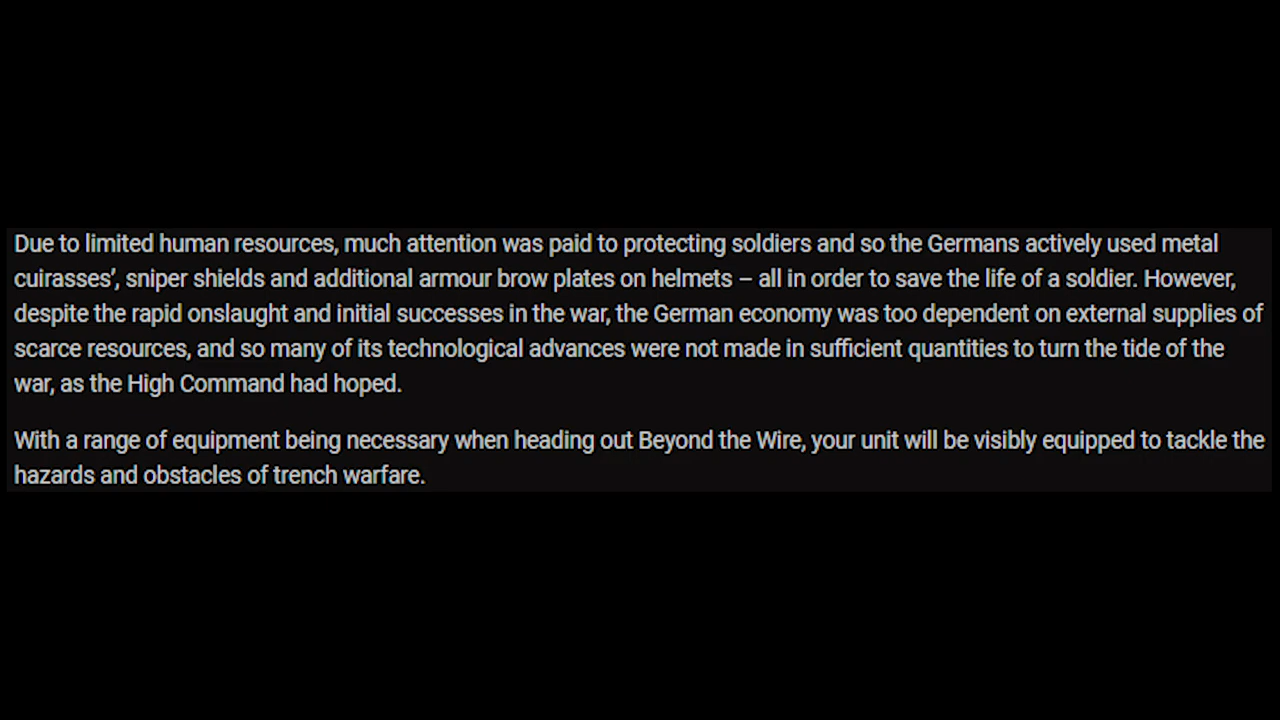 Due to limited human resources, much attention was paid to protecting soldiers and so the Germans actively used metal
cuirasses’, sniper shields and additional armour brow plates on helmets – all in order to save the life of a soldier. However,
despite the rapid onslaught and initial successes in the war, the German economy was too dependent on external supplies of
scarce resources, and so many of its technological advances were not made in sufficient quantities to turn the tide of the
war, as the High Command had hoped.
With a range of equipment being necessary when heading out Beyond the Wire, your unit will be visibly equipped to tackle the
hazards and obstacles of trench warfare.